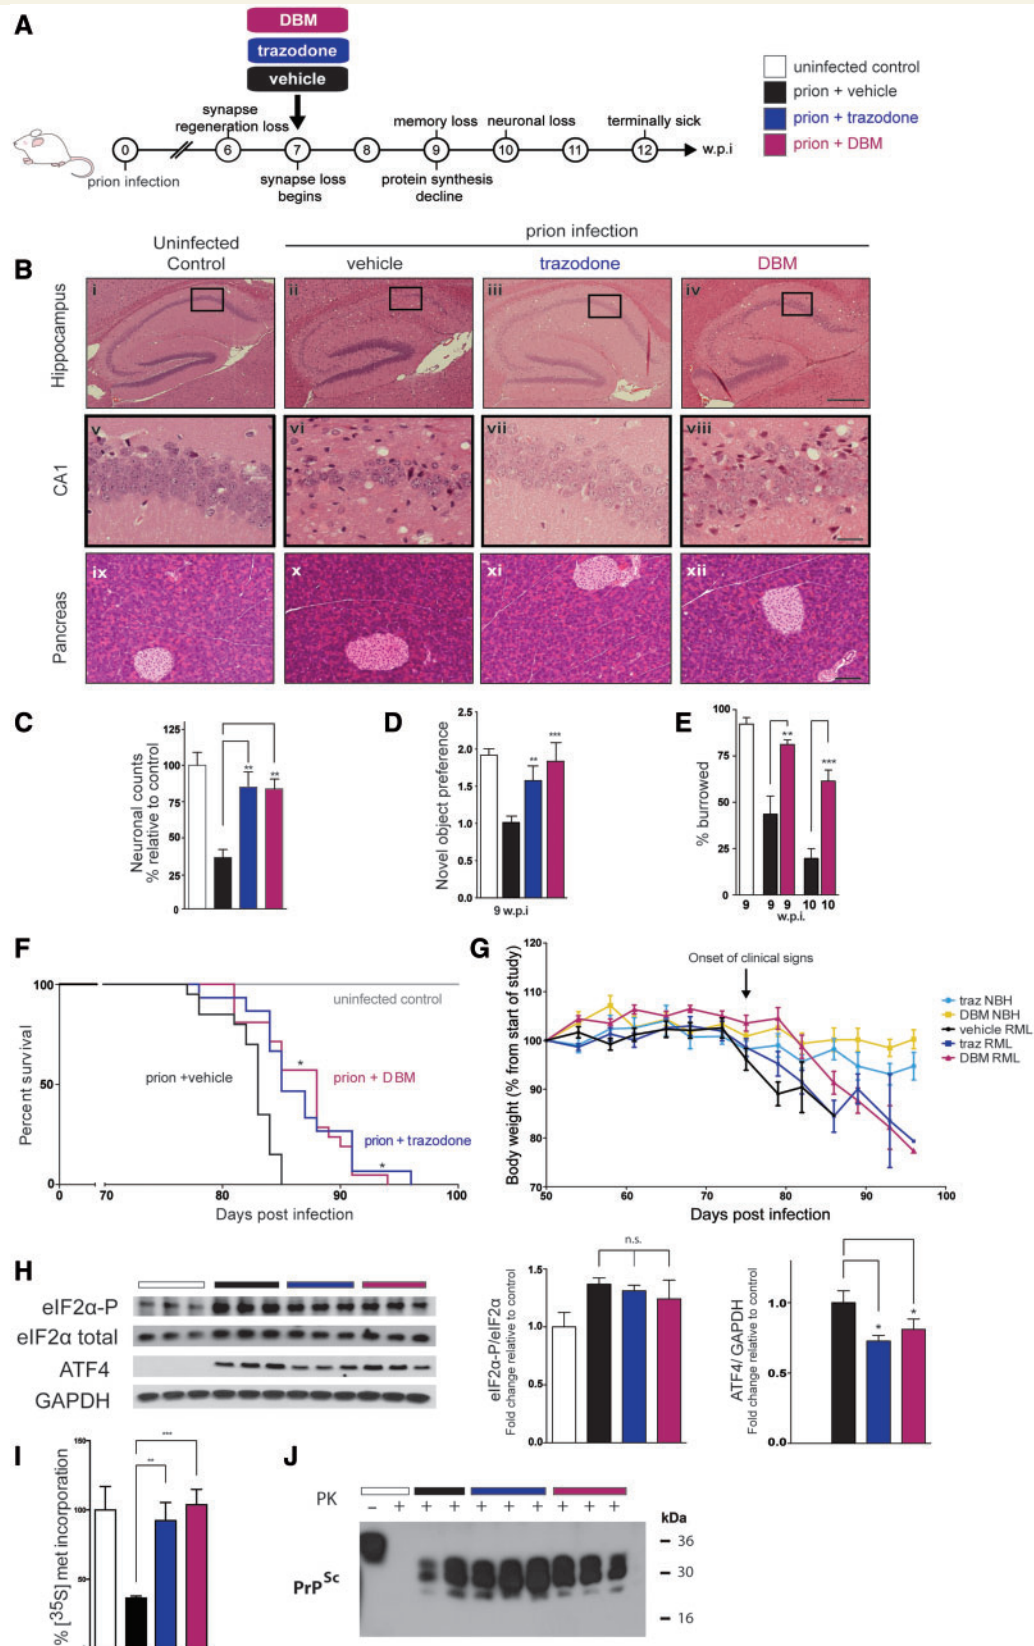 A
DBM
trazodone
vehicle
uninfected control
prion + vehicle
prion + trazodone
prion + DBM
synapse
regeneration loss
memory loss
neuronal loss
terminally sick
0 6 7 8 9 10 11 12 w.p.i
prion infection
synapse loss
begins
protein synthesis
decline
B
Uninfected
Control
prion infection
vehicle
trazodone
DBM
Hippocampus
i ii iii iv
CA1
v vi vii viii
Pancreas
ix x xi xii
C
Neuronal counts
% relative to control
125
100
75
50
25
0
** **
D
Novel object preference
2.5
2.0
1.5
1.0
0.5
0.0
** ***
9 w.p.i
E
% burrowed
100
75
50
25
0
** ***
9 9 9 10 10
w.p.i.
F
Percent survival
100
50
0
uninfected control
prion +vehicle
prion + DBM
prion + trazodone
* *
0 70 80 90 100
Days post infection
G
Body weight (% from start of study)
120
110
100
90
80
70
Onset of clinical signs
traz NBH
DBM NBH
vehicle RML
traz RML
DBM RML
50 60 70 80 90 100
Days post infection
H
eIF2α-P
eIF2α total
ATF4
GAPDH
eIF2α-P/eIF2α
Fold change relative to control
1.5
1.0
0.5
0.0
n.s.
ATF4/ GAPDH
Fold change relative to control
1.0
0.5
0.0
* *
I
% [35S] met incorporation
150
100
50
*** **
J
PK
– + + + + + + + + +
kDa
– 36
– 30
– 16
PrPSc